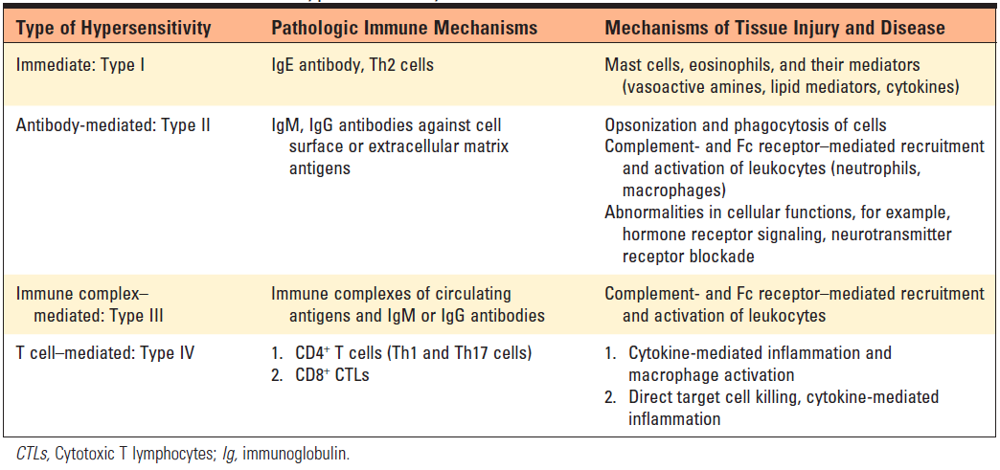 Type of Hypersensitivity Pathologic Immune Mechanisms Mechanisms of Tissue Injury and Disease
Immediate: Type I IgE antibody, Th2 cells Mast cells, eosinophils, and their mediators
(vasoactive amines, lipid mediators, cytokines)
Antibody-mediated: Type II IgM, IgG antibodies against cell Opsonization and phagocytosis of cells
surface or extracellular matrix Complement- and Fc receptor–mediated recruitment
antigens and activation of leukocytes (neutrophils,
macrophages)
Abnormalities in cellular functions, for example,
hormone receptor signaling, neurotransmitter
receptor blockade
Immune complex– Immune complexes of circulating Complement- and Fc receptor–mediated recruitment
mediated: Type III antigens and IgM or IgG antibodies and activation of leukocytes
T cell–mediated: Type IV 1. CD4⁺ T cells (Th1 and Th17 cells) 1. Cytokine-mediated inflammation and
2. CD8⁺ CTLs macrophage activation
2. Direct target cell killing, cytokine-mediated
inflammation
CTLs, Cytotoxic T lymphocytes; Ig, immunoglobulin.